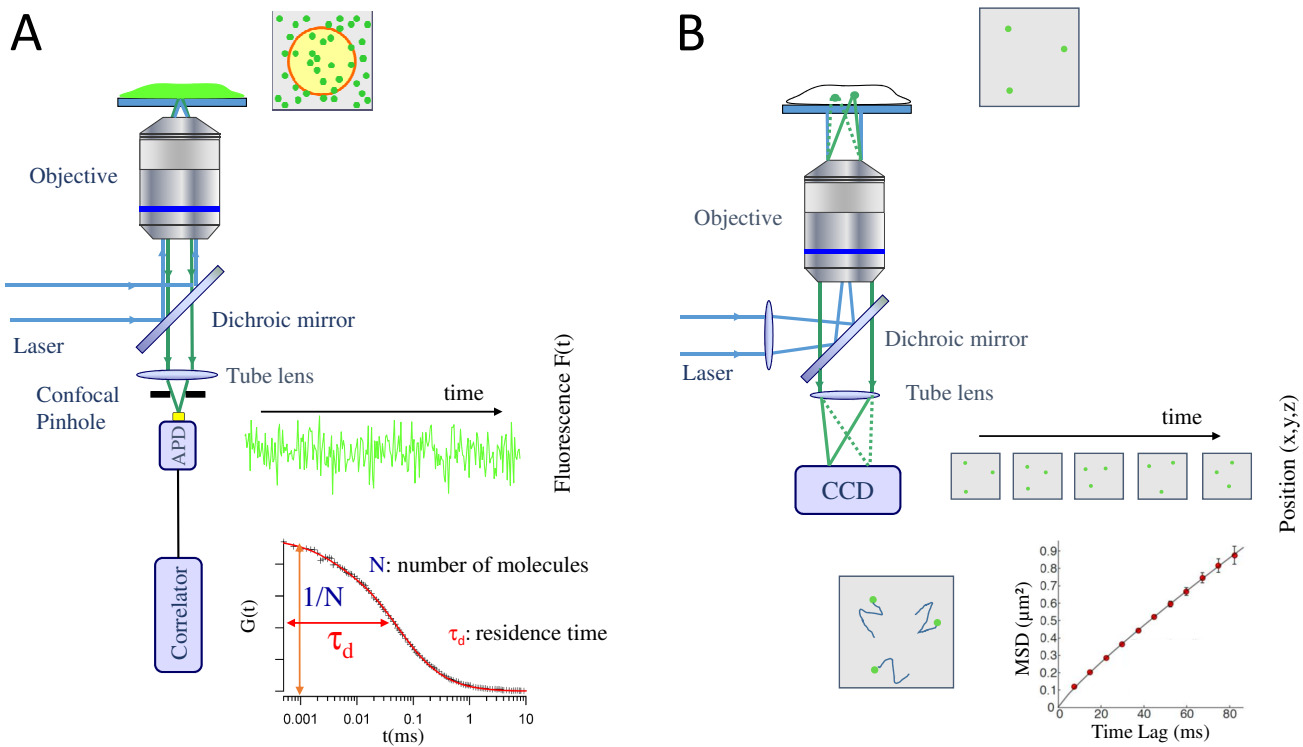 A
Objective
Dichroic mirror
Laser
Tube lens
Confocal
Pinhole
APD
Correlator
time
Fluorescence F(t)
N: number of molecules
1/N
τd
τd: residence time
G(t)
0.001
0.01
0.1
1
10
t(ms)
B
Objective
Dichroic mirror
Laser
Tube lens
CCD
time
Position (x,y,z)
MSD (μm²)
0.9
0.8
0.7
0.6
0.5
0.4
0.3
0.2
0.1
0
0
20
40
60
80
Time Lag (ms)